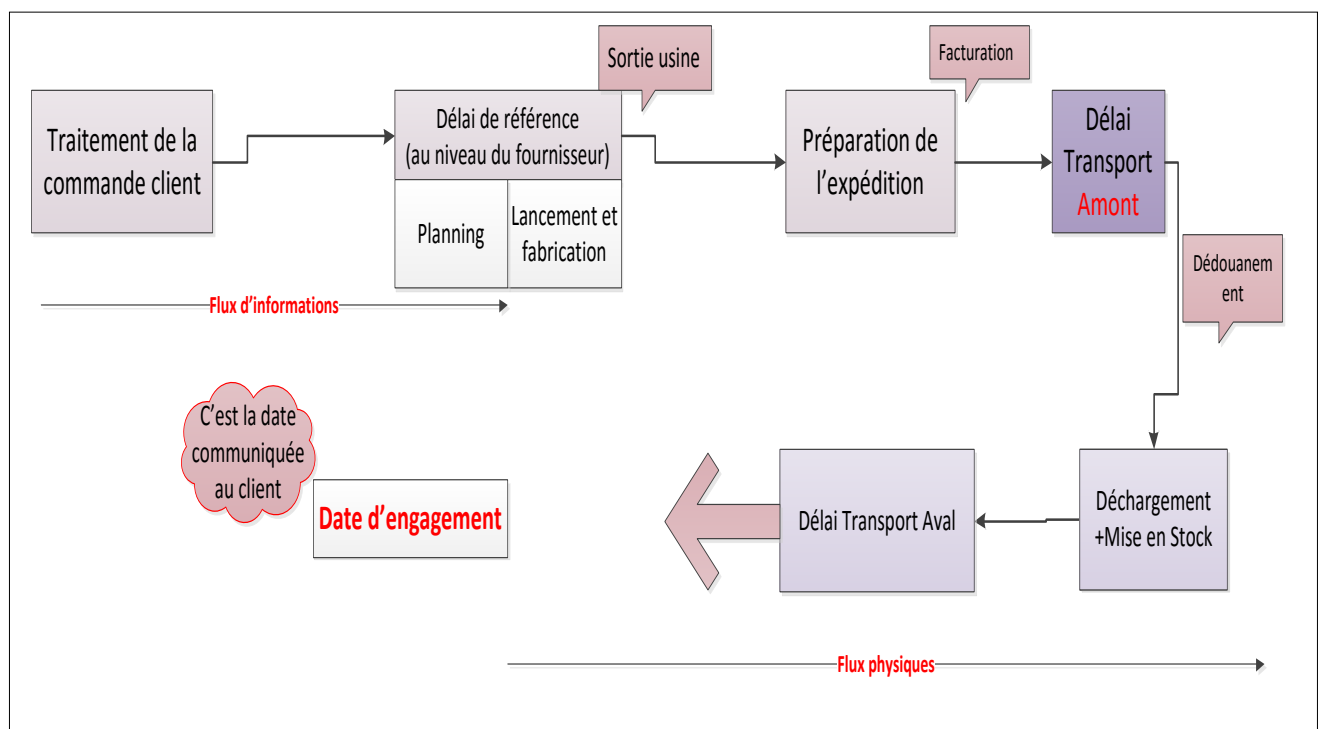 Traitement de la
commande client
Délai de référence
(au niveau du fournisseur)
Planning
Lancement et
fabrication
Sortie usine
Préparation de
l'expédition
Facturation
Délai
Transport
Amont
Dédouanem
ent
Flux d'informations
C'est la date
communiquée
au client
Date d'engagement
Délai Transport Aval
Déchargement
+Mise en Stock
Flux physiques